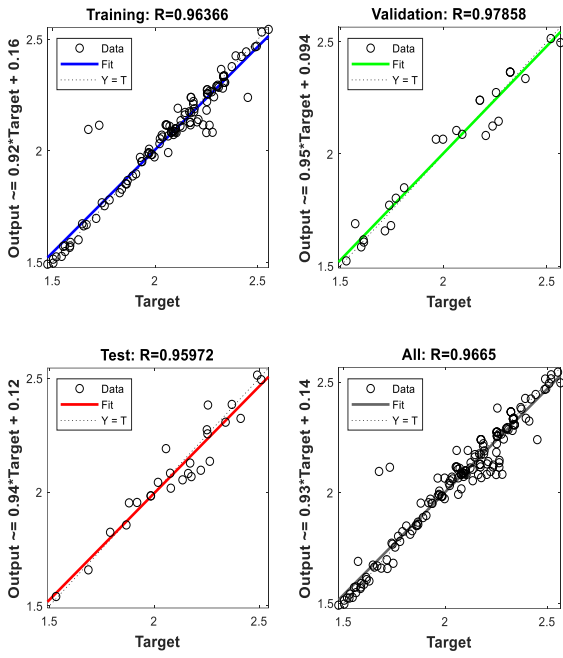 Training: R=0.96366
Output ~= 0.92*Target + 0.16
2.5
2
1.5
Data
Fit
Y = T
1.5 2 2.5
Target
Validation: R=0.97858
Output ~= 0.95*Target + 0.094
2.5
2
1.5
Data
Fit
Y = T
1.5 2 2.5
Target
Test: R=0.95972
Output ~= 0.94*Target + 0.12
2.5
2
1.5
Data
Fit
Y = T
1.5 2 2.5
Target
All: R=0.9665
Output ~= 0.93*Target + 0.14
2.5
2
1.5
Data
Fit
Y = T
1.5 2 2.5
Target